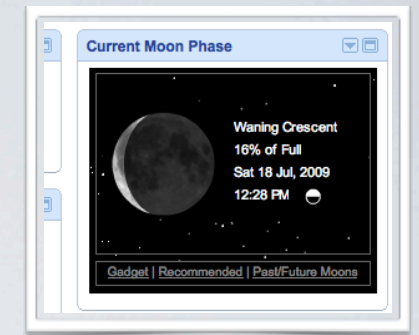 Current Moon Phase
Waning Crescent
16% of Full
Sat 18 Jul, 2009
12:28 PM
Gadget | Recommended | Past/Future Moons